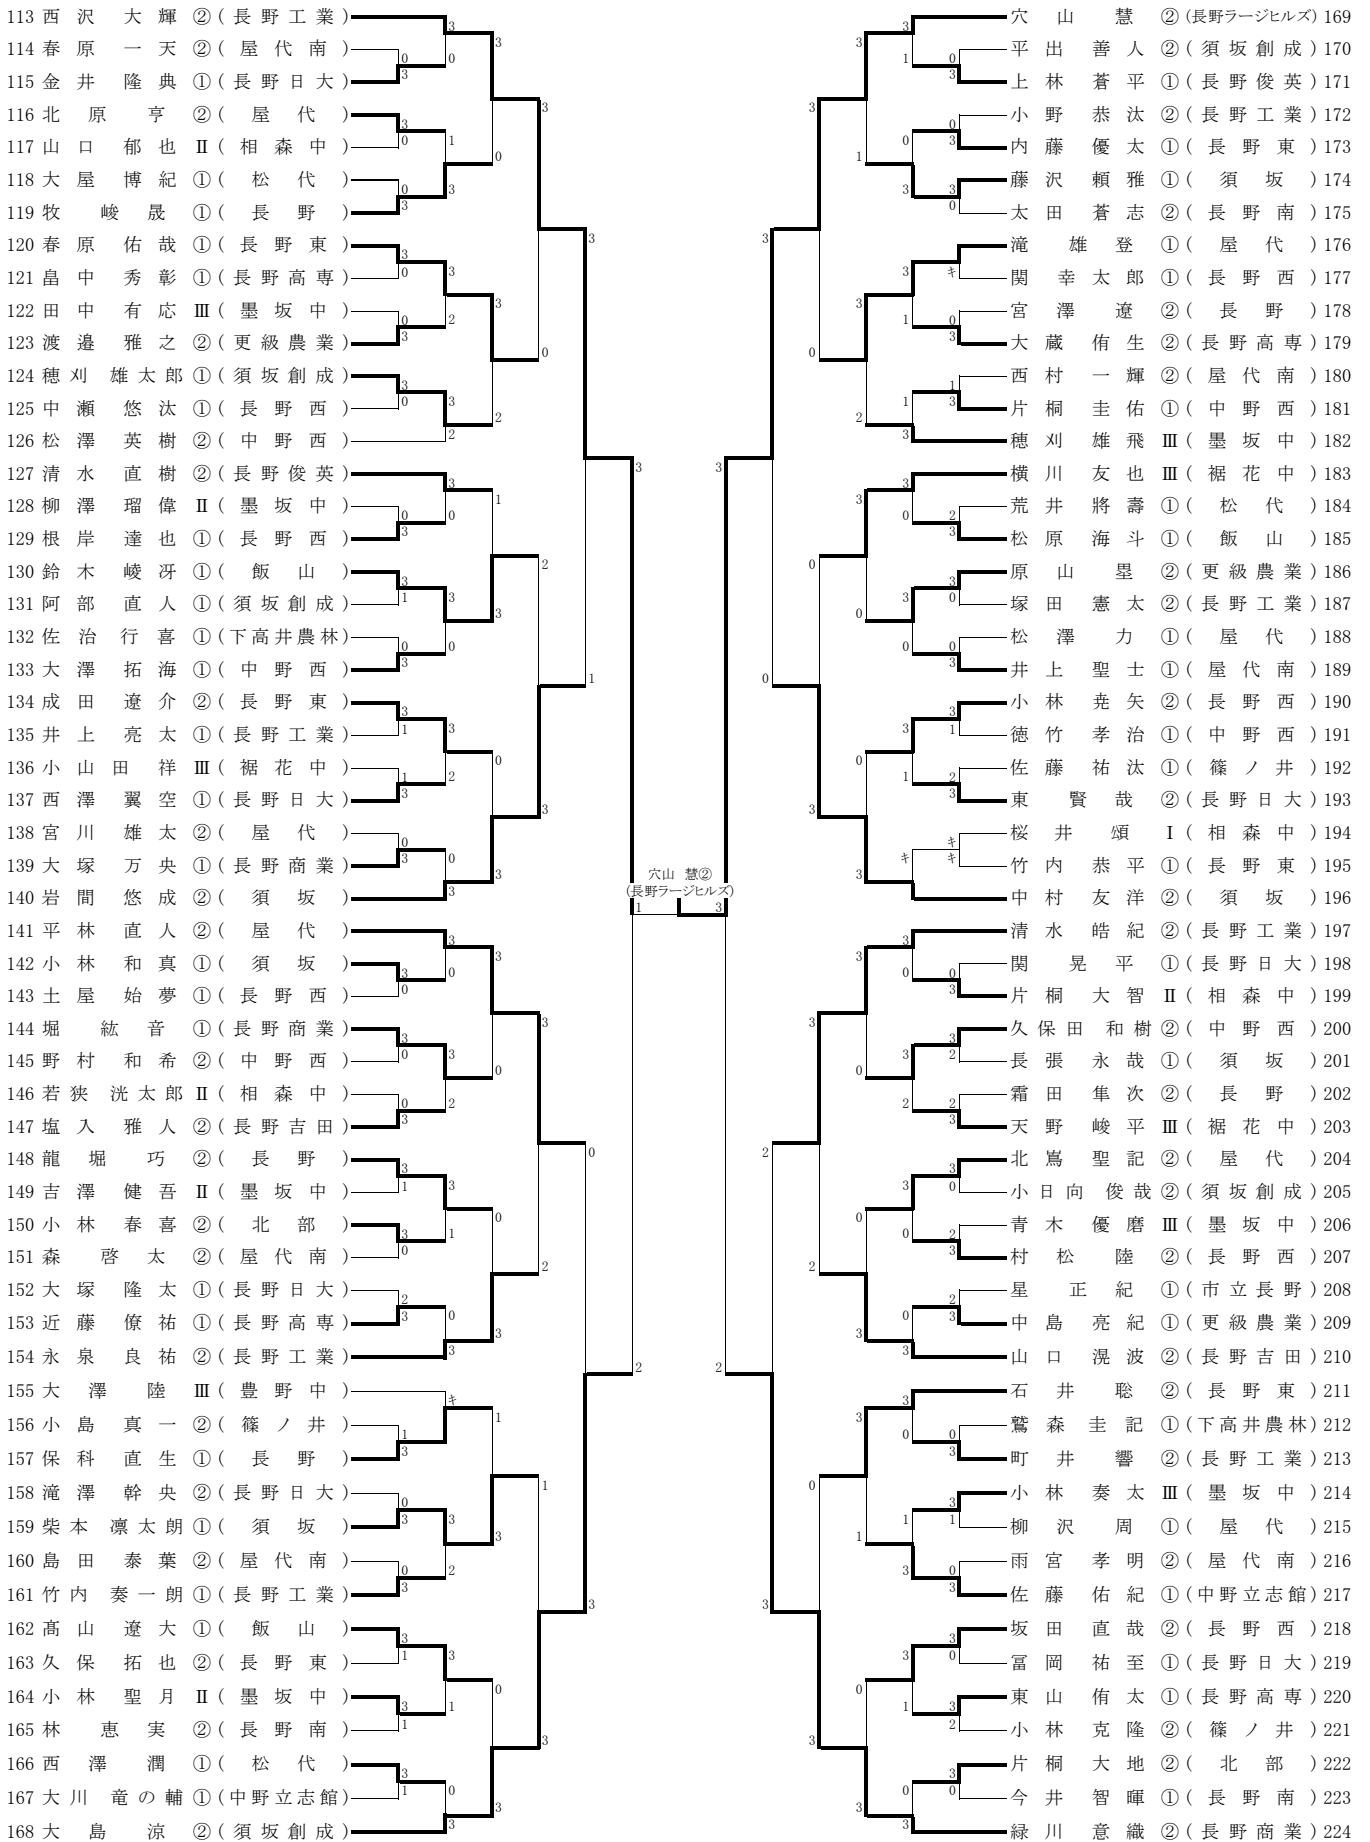 113 西沢 大輝 ②(長野工業)
114 春原 一天 ②(屋代南)
115 金井 隆典 ①(長野日大)
116 北原 亨 ②(屋代)
117 山口 郁也 Ⅱ(相森中)
118 大屋 博紀 ①(松代)
119 牧 峻晟 ①(長野)
120 春原 佑哉 ①(長野東)
121 畠中 秀彰 ①(長野高専)
122 田中 有応 Ⅲ(墨坂中)
123 渡邉 雅之 ②(更級農業)
124 穂刈 雄太郎 ①(須坂創成)
125 中瀬 悠汰 ①(長野西)
126 松澤 英樹 ②(中野西)
127 清水 直樹 ②(長野俊英)
128 柳澤 瑠偉 Ⅱ(墨坂中)
129 根岸 達也 ①(長野西)
130 鈴木 崚冴 ①(飯山)
131 阿部 直人 ①(須坂創成)
132 佐治 行喜 ①(下高井農林)
133 大澤 拓海 ①(中野西)
134 成田 遼介 ②(長野東)
135 井上 亮太 ①(長野工業)
136 小山田 祥 Ⅲ(裾花中)
137 西澤 翼空 ①(長野日大)
138 宮川 雄太 ②(屋代)
139 大塚 万央 ①(長野商業)
140 岩間 悠成 ②(須坂)
141 平林 直人 ②(屋代)
142 小林 和真 ①(須坂)
143 土屋 始夢 ①(長野西)
144 堀 紘音 ①(長野商業)
145 野村 和希 ②(中野西)
146 若狭 洸太郎 Ⅱ(相森中)
147 塩入 雅人 ②(長野吉田)
148 龍堀 巧 ②(長野)
149 吉澤 健吾 Ⅱ(墨坂中)
150 小林 春喜 ②(北部)
151 森 啓太 ②(屋代南)
152 大塚 隆太 ①(長野日大)
153 近藤 僚祐 ①(長野高専)
154 永泉 良祐 ②(長野工業)
155 大澤 陸 Ⅲ(豊野中)
156 小島 真一 ②(篠ノ井)
157 保科 直生 ①(長野)
158 滝澤 幹央 ②(長野日大)
159 柴本 凛太朗 ①(須坂)
160 島田 泰葉 ②(屋代南)
161 竹内 奏一朗 ①(長野工業)
162 髙山 遼大 ①(飯山)
163 久保 拓也 ②(長野東)
164 小林 聖月 Ⅱ(墨坂中)
165 林 恵実 ②(長野南)
166 西澤 潤 ①(松代)
167 大川 竜の輔 ①(中野立志館)
168 大島 涼 ②(須坂創成)
穴山 慧②
(長野ラージヒルズ)
1 3
穴山 慧 ②(長野ラージヒルズ) 169
平出 善人 ②(須坂創成) 170
上林 蒼平 ①(長野俊英) 171
小野 恭汰 ②(長野工業) 172
内藤 優太 ①(長野東) 173
藤沢 頼雅 ①(須坂) 174
太田 蒼志 ②(長野南) 175
滝 雄登 ①(屋代) 176
関 幸太郎 ①(長野西) 177
宮澤 遼 ②(長野) 178
大蔵 侑生 ②(長野高専) 179
西村 一輝 ②(屋代南) 180
片桐 圭佑 ①(中野西) 181
穂刈 雄飛 Ⅲ(墨坂中) 182
横川 友也 Ⅲ(裾花中) 183
荒井 將壽 ①(松代) 184
松原 海斗 ①(飯山) 185
原山 塁 ②(更級農業) 186
塚田 憲太 ②(長野工業) 187
松澤 力 ①(屋代) 188
井上 聖士 ①(屋代南) 189
小林 尭矢 ②(長野西) 190
徳竹 孝治 ①(中野西) 191
佐藤 祐汰 ①(篠ノ井) 192
東 賢哉 ②(長野日大) 193
桜井 頌 Ⅰ(相森中) 194
竹内 恭平 ①(長野東) 195
中村 友洋 ②(須坂) 196
清水 皓紀 ②(長野工業) 197
関 晃平 ①(長野日大) 198
片桐 大智 Ⅱ(相森中) 199
久保田 和樹 ②(中野西) 200
長張 永哉 ①(須坂) 201
霜田 隼次 ②(長野) 202
天野 峻平 Ⅲ(裾花中) 203
北嶌 聖記 ②(屋代) 204
小日向 俊哉 ②(須坂創成) 205
青木 優磨 Ⅲ(墨坂中) 206
村松 陸 ②(長野西) 207
星 正紀 ①(市立長野) 208
中島 亮紀 ①(更級農業) 209
山口 滉波 ②(長野吉田) 210
石井 聡 ②(長野東) 211
鷲森 圭記 ①(下高井農林) 212
町井 響 ②(長野工業) 213
小林 奏太 Ⅲ(墨坂中) 214
柳沢 周 ①(屋代) 215
雨宮 孝明 ②(屋代南) 216
佐藤 佑紀 ①(中野立志館) 217
坂田 直哉 ②(長野西) 218
冨岡 祐至 ①(長野日大) 219
東山 侑太 ①(長野高専) 220
小林 克隆 ②(篠ノ井) 221
片桐 大地 ②(北部) 222
今井 智暉 ①(長野南) 223
緑川 意織 ②(長野商業) 224